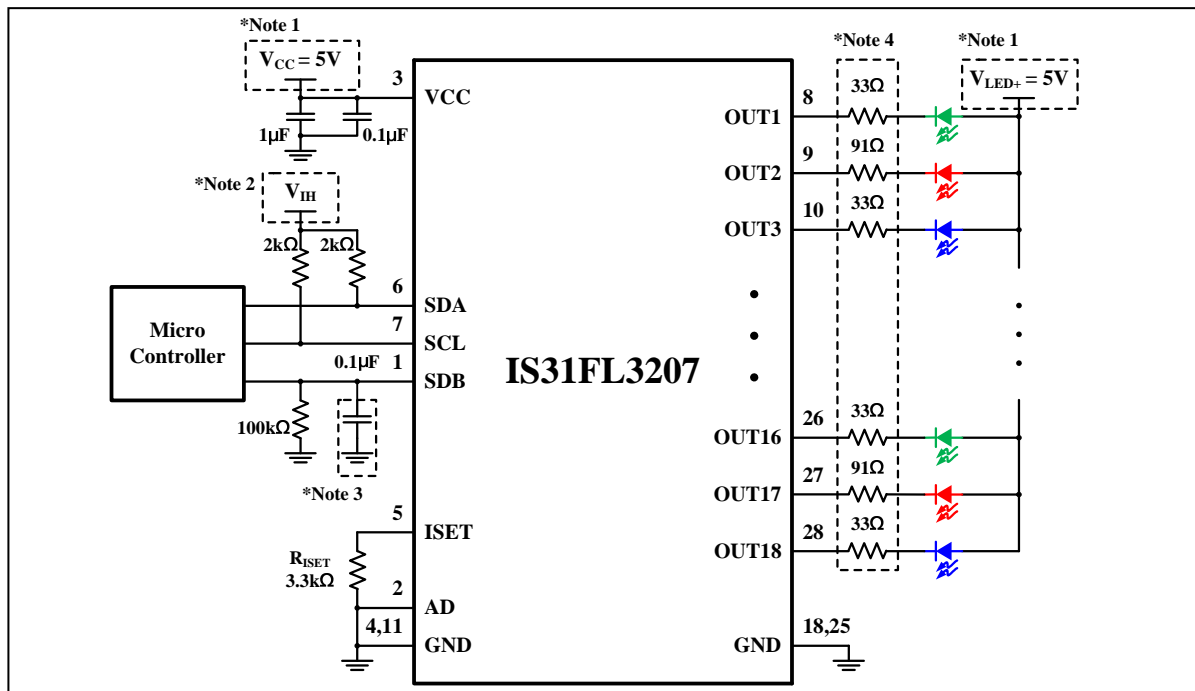 *Note 1
VCC = 5V
3
VCC
1µF
0.1µF
*Note 2
VIH
2kΩ
2kΩ
Micro
Controller
6
SDA
7
SCL
0.1µF
1
SDB
100kΩ
*Note 3
5
ISET
RISET
3.3kΩ
2
AD
4,11
GND
IS31FL3207
*Note 4
*Note 1
VLED+ = 5V
OUT1
8
33Ω
OUT2
9
91Ω
OUT3
10
33Ω
OUT16
26
33Ω
OUT17
27
91Ω
OUT18
28
33Ω
GND
18,25